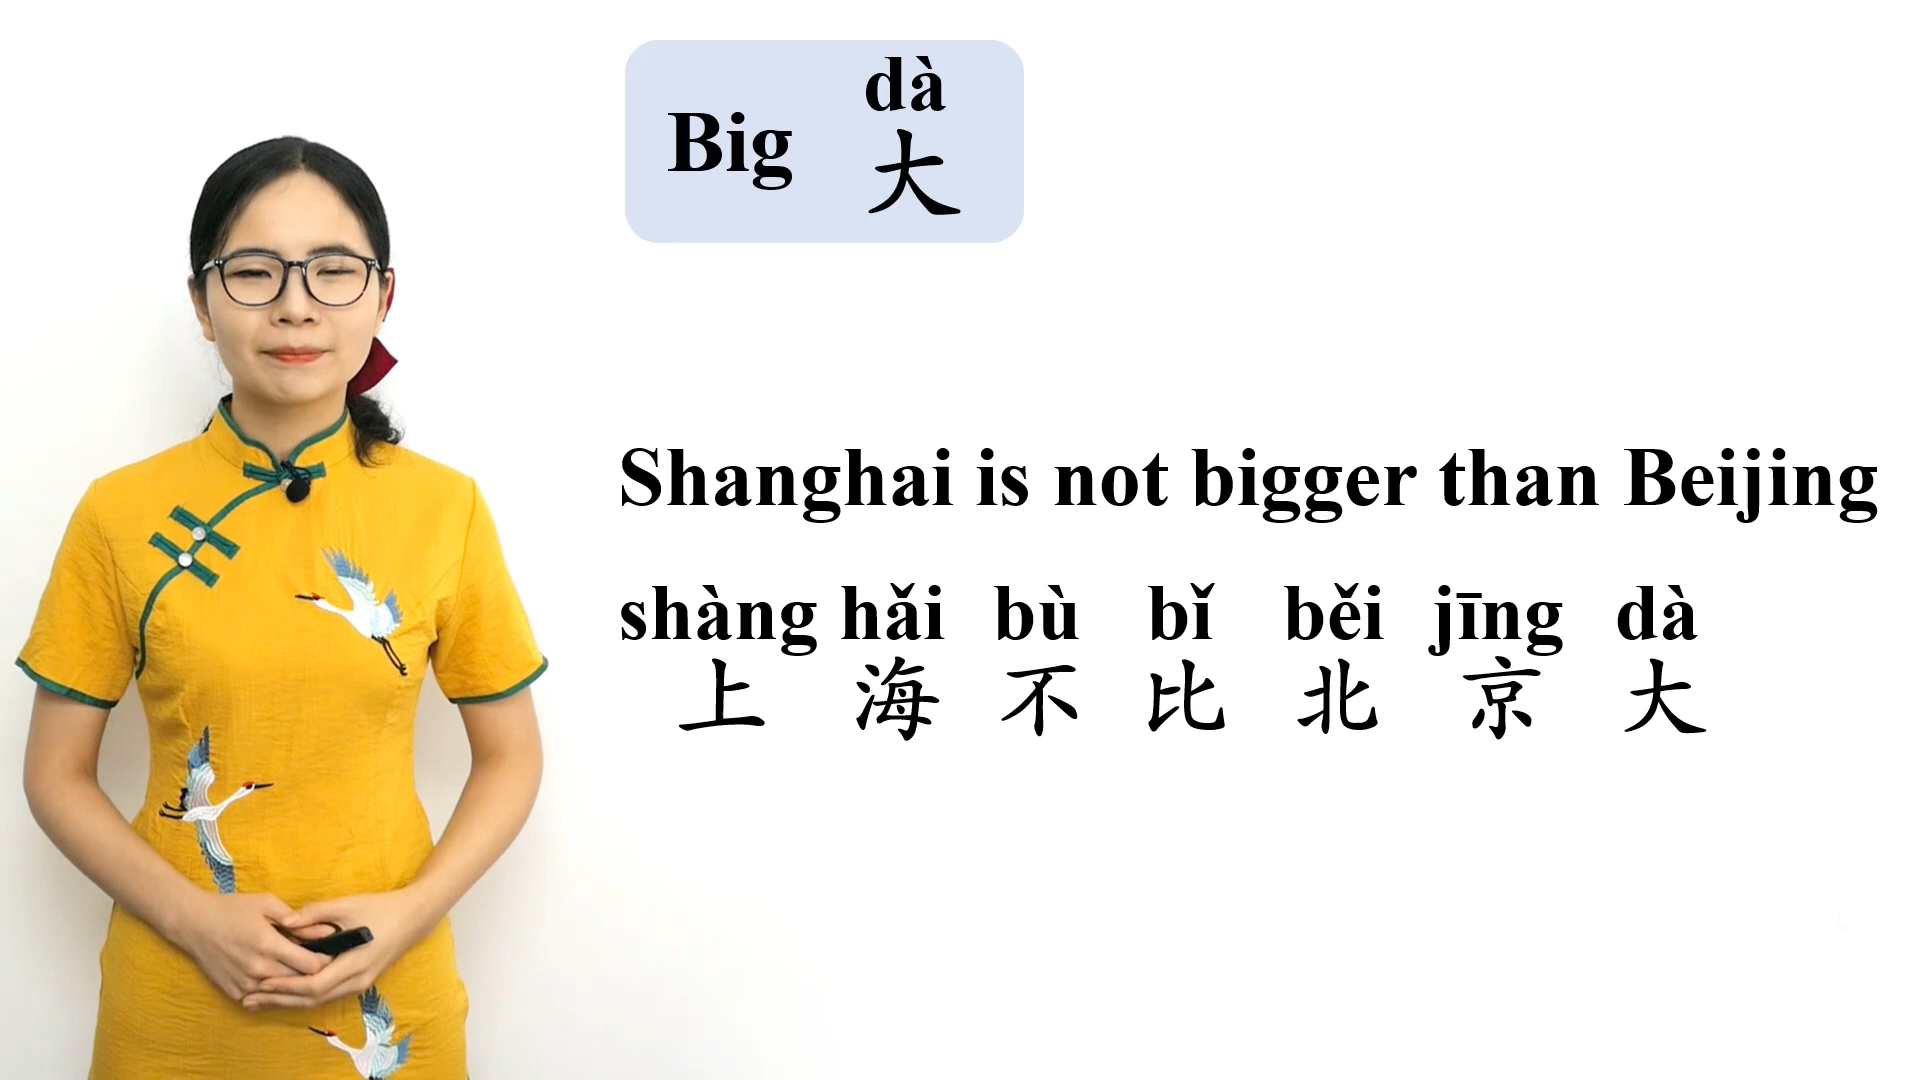 dà
Big 大
Shanghai is not bigger than Beijing
shàng hǎi bù bǐ běi jīng dà
上 海 不 比 北 京 大